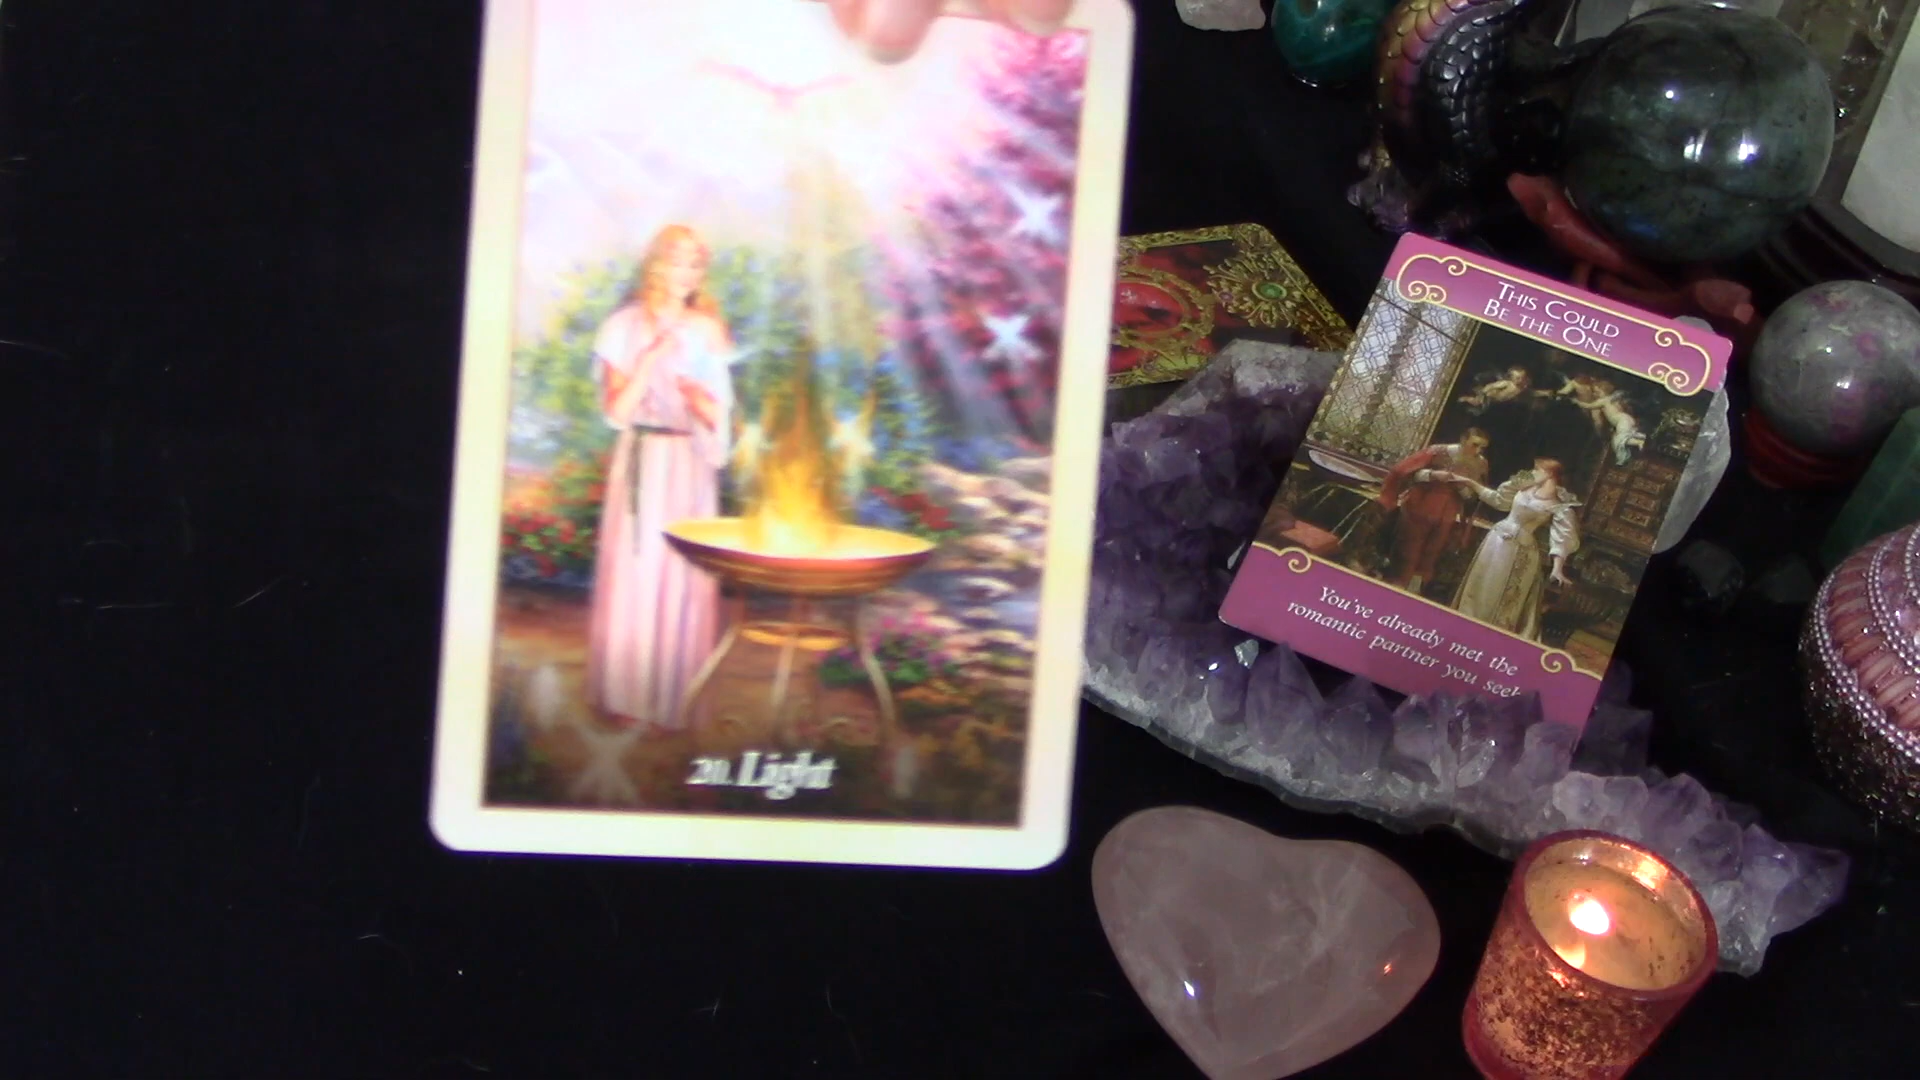 20. Light
THIS COULD
BE THE ONE
You've already met the
romantic partner you seek